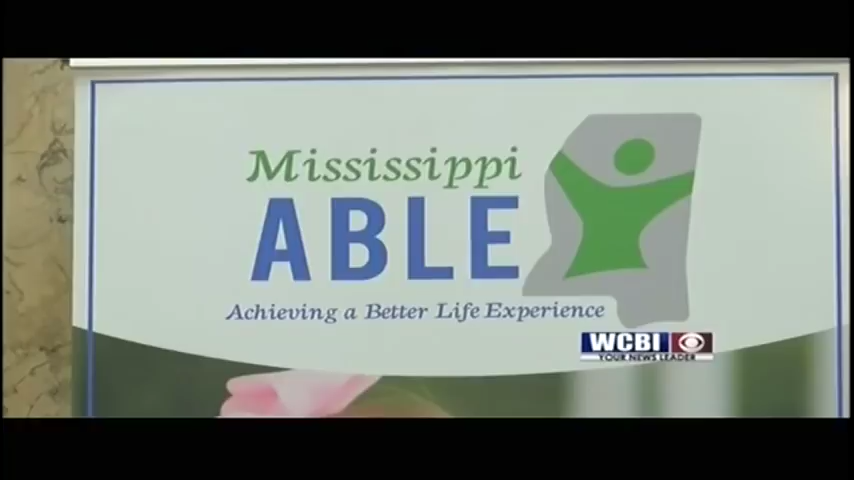 Mississippi
ABLE
Achieving a Better Life Experience
WCBI
YOUR NEWS LEADER